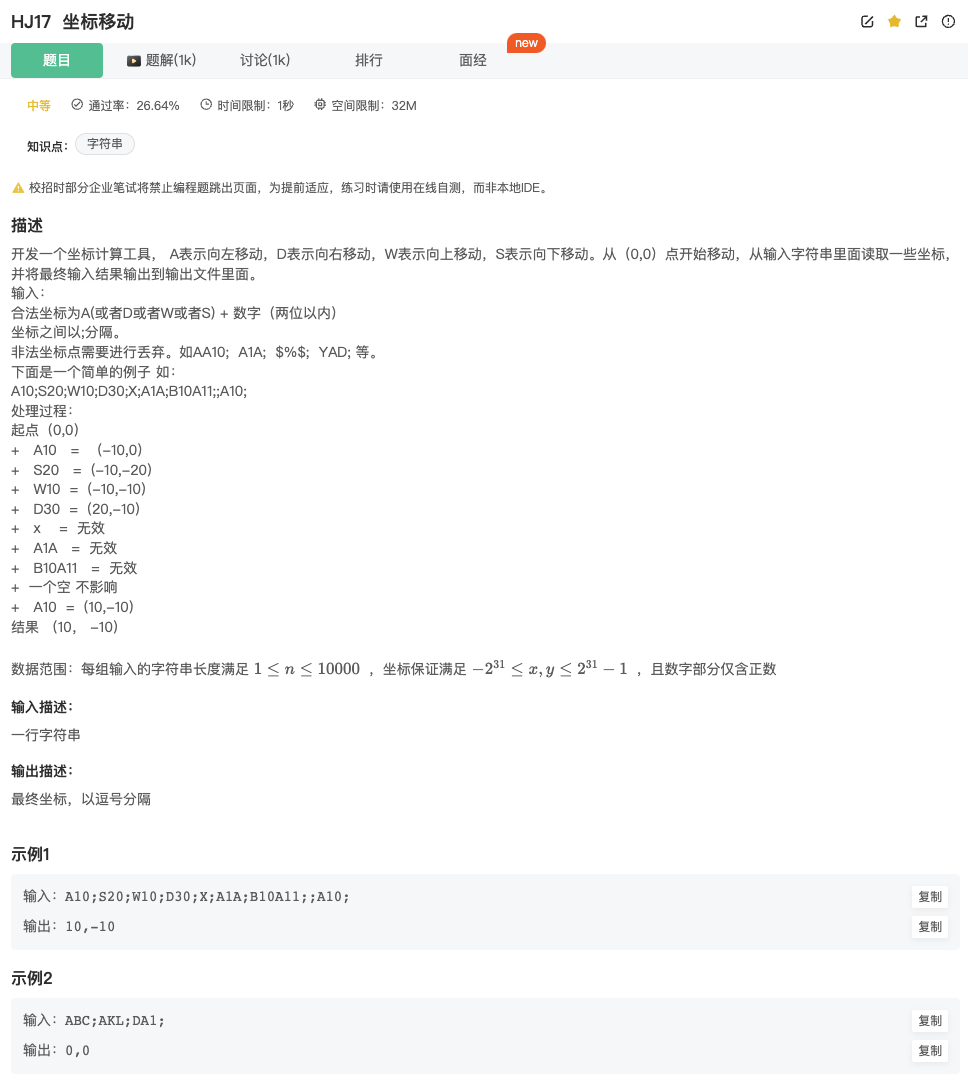 HJ17 坐标移动
题目 题解(1k) 讨论(1k) 排行 面经 new
中等 通过率：26.64% 时间限制：1秒 空间限制：32M
知识点： 字符串
校招时部分企业笔试将禁止编程题跳出页面，为提前适应，练习时请使用在线自测，而非本地IDE。
描述
开发一个坐标计算工具， A表示向左移动，D表示向右移动，W表示向上移动，S表示向下移动。从（0,0）点开始移动，从输入字符串里面读取一些坐标，
并将最终输入结果输出到输出文件里面。
输入：
合法坐标为A(或者D或者W或者S) + 数字（两位以内）
坐标之间以;分隔。
非法坐标点需要进行丢弃。如AA10; A1A; $%$; YAD; 等。
下面是一个简单的例子 如：
A10;S20;W10;D30;X;A1A;B10A11;;A10;
处理过程：
起点（0,0）
+ A10 = （-10,0）
+ S20 = (-10,-20)
+ W10 = (-10,-10)
+ D30 = (20,-10)
+ x = 无效
+ A1A = 无效
+ B10A11 = 无效
+ 一个空 不影响
+ A10 = (10,-10)
结果 （10， -10）
数据范围：每组输入的字符串长度满足 1 ≤ n ≤ 10000 ，坐标保证满足 −2^31 ≤ x, y ≤ 2^31 − 1 ，且数字部分仅含正数
输入描述：
一行字符串
输出描述：
最终坐标，以逗号分隔
示例1
输入：A10;S20;W10;D30;X;A1A;B10A11;;A10; 复制
输出：10,-10 复制
示例2
输入：ABC;AKL;DA1; 复制
输出：0,0 复制